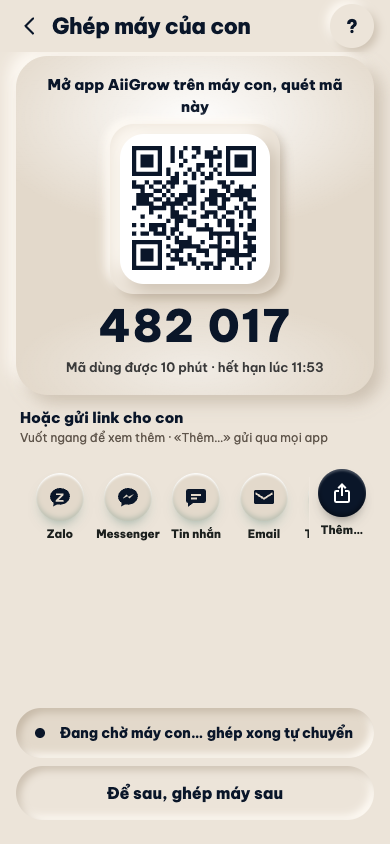 Ghép máy của con
?
Mở app AiiGrow trên máy con, quét mã
này
482 017
Mã dùng được 10 phút · hết hạn lúc 11:53
Hoặc gửi link cho con
Vuốt ngang để xem thêm · «Thêm...» gửi qua mọi app
Zalo
Messenger
Tin nhắn
Email
Thêm...
Đang chờ máy con... ghép xong tự chuyển
Để sau, ghép máy sau